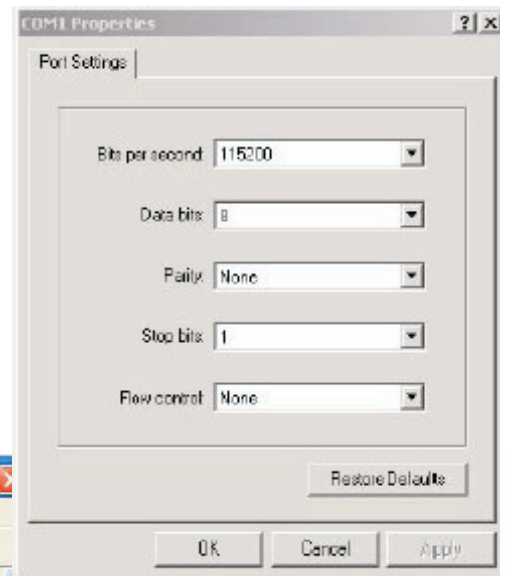 COM1 Properties
Port Settings
Bits per second: 115200
Data bits: 8
Parity: None
Stop bits: 1
Flow control: None
Restore Defaults
OK Cancel Apply